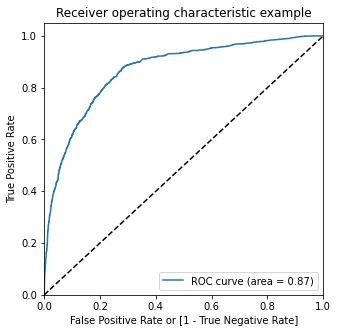 Receiver operating characteristic example
1.0
0.8
0.6
0.4
0.2
0.0
True Positive Rate
ROC curve (area = 0.87)
0.0 0.2 0.4 0.6 0.8 1.0
False Positive Rate or [1 - True Negative Rate]